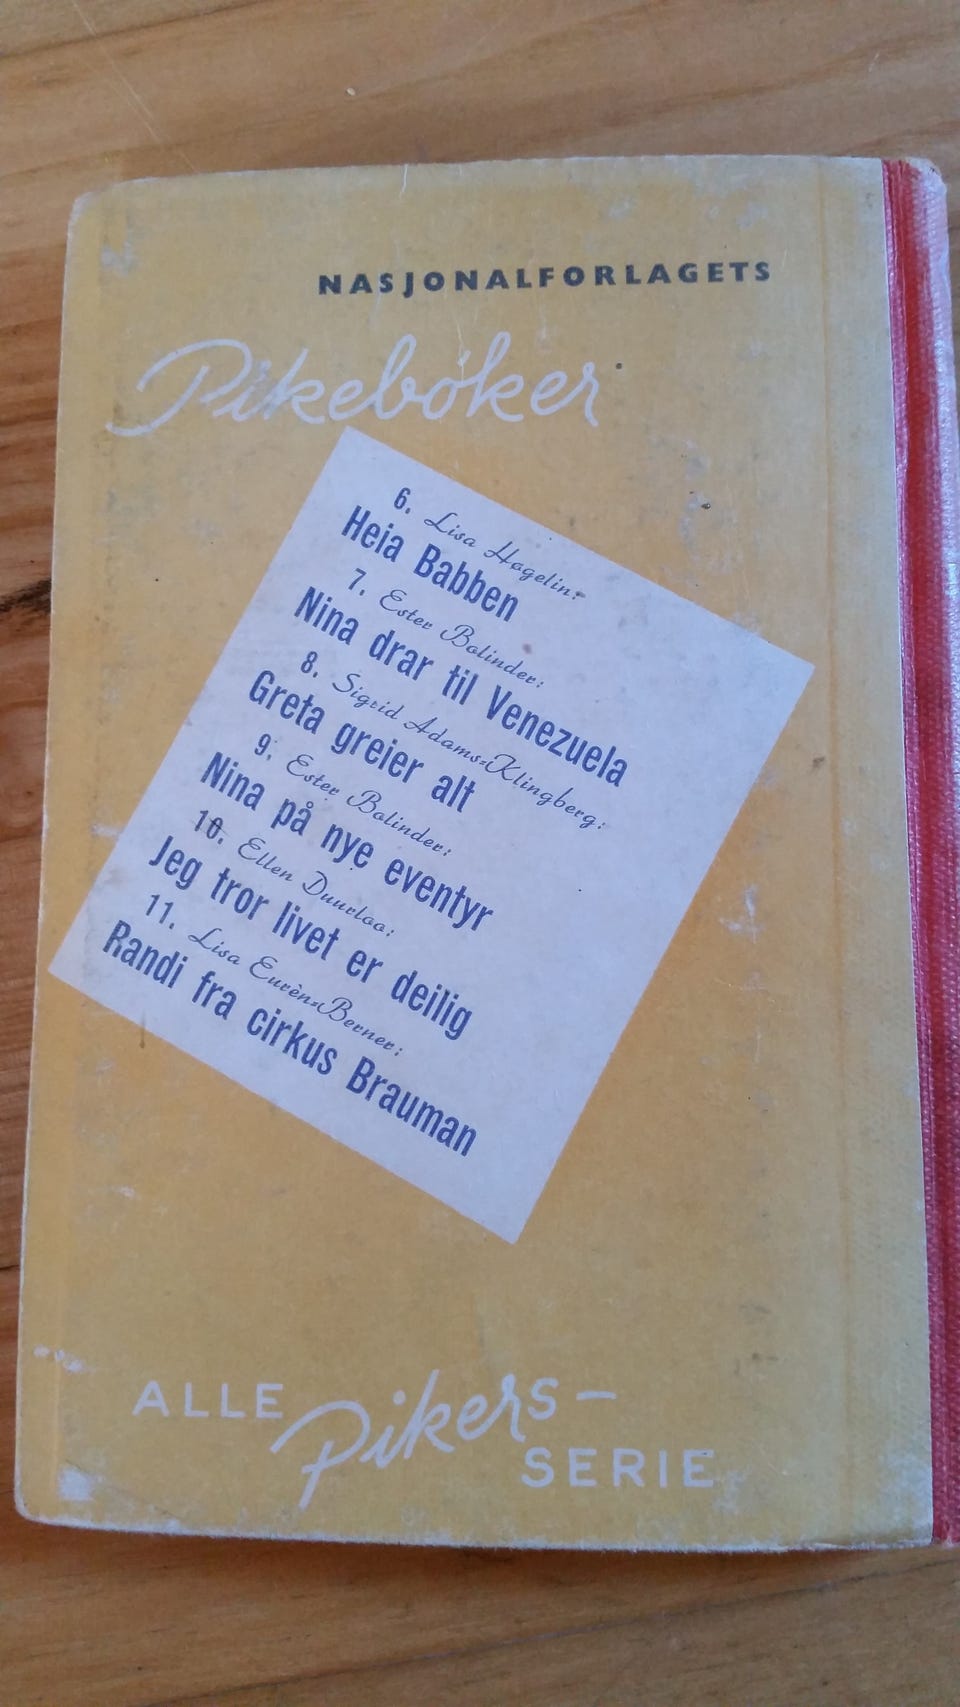 NASJONALFORLAGETS
Pikebøker
6. Lisa Hagelin:
Heia Babben
7. Ester Bolinder:
Nina drar til Venezuela
8. Sigrid Adams-Klingberg:
Greta greier alt
9. Ester Bolinder:
Nina på nye eventyr
10. Ellen Duurloo:
Jeg tror livet er deilig
11. Lisa Eurèn-Berner:
Randi fra cirkus Brauman
ALLE Pikers-
SERIE